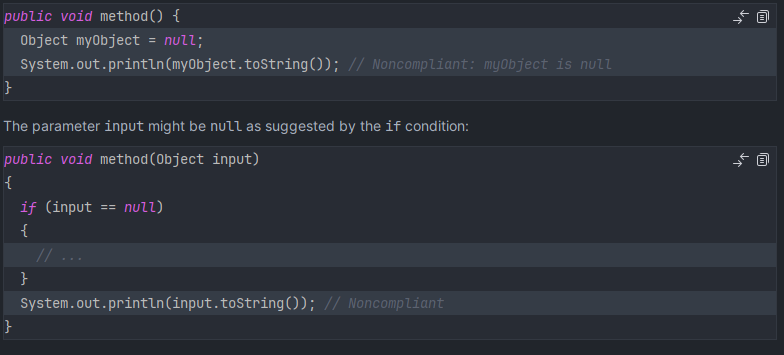 public void method() {
  Object myObject = null;
  System.out.println(myObject.toString()); // Noncompliant: myObject is null
}
The parameter input might be null as suggested by the if condition:
public void method(Object input)
{
  if (input == null)
  {
    // ...
  }
  System.out.println(input.toString()); // Noncompliant
}